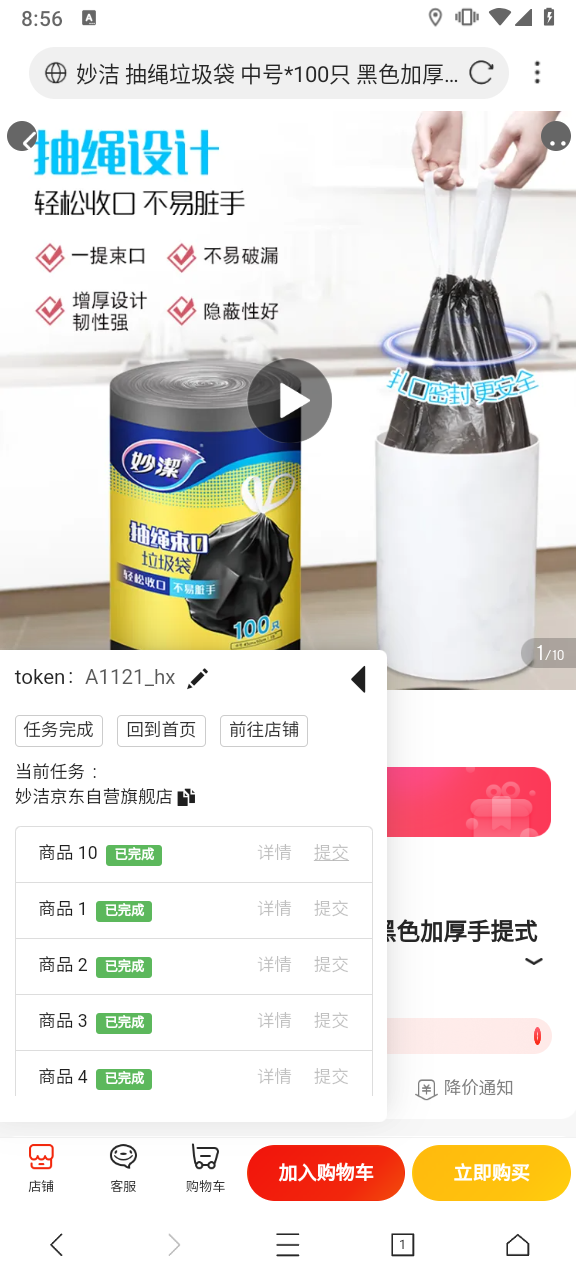 8:56
A
妙洁 抽绳垃圾袋 中号*100只 黑色加厚...
抽绳设计
轻松收口 不易脏手
一提束口
不易破漏
增厚设计
韧性强
隐蔽性好
扎口密封 更安全
妙潔
抽绳束口
垃圾袋
轻松收口 不易脏手
100只
1/10
token: A1121_hx
任务完成
回到首页
前往店铺
当前任务：
妙洁京东自营旗舰店
商品 10 已完成 详情 提交
商品 1 已完成 详情 提交
商品 2 已完成 详情 提交
商品 3 已完成 详情 提交
商品 4 已完成 详情 提交
黑色加厚手提式
降价通知
店铺
客服
购物车
加入购物车
立即购买
1